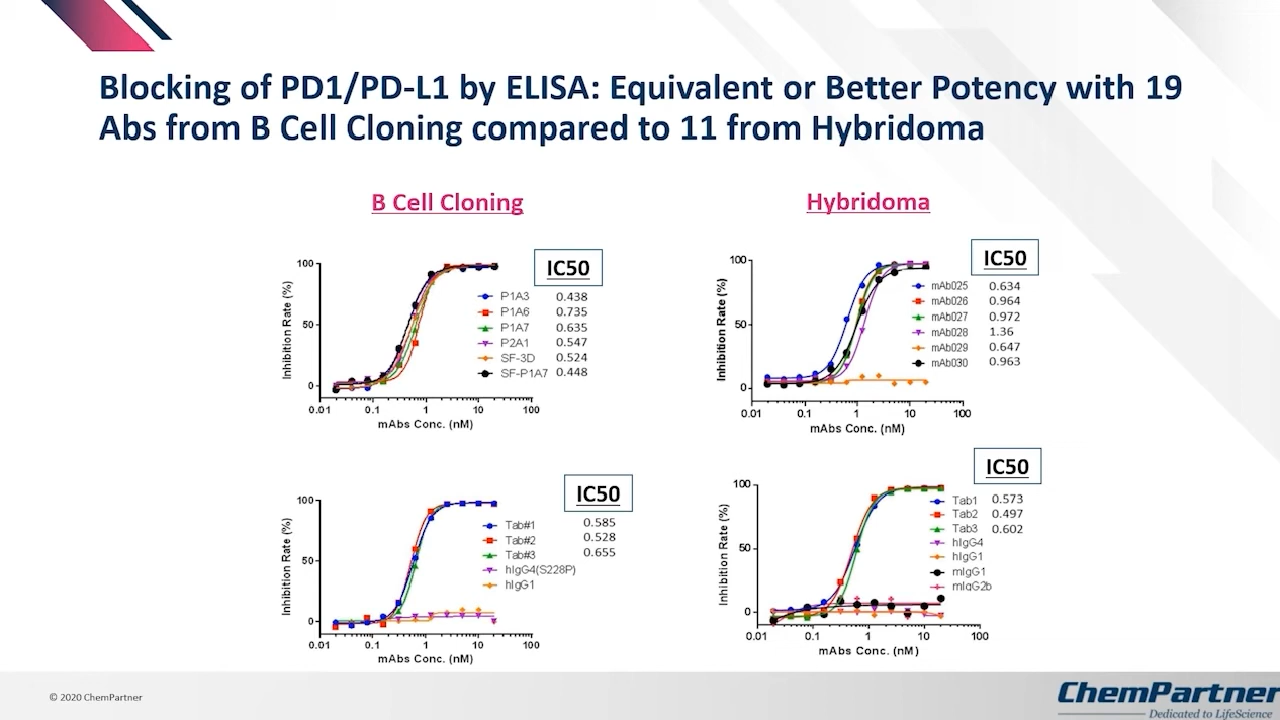 Blocking of PD1/PD-L1 by ELISA: Equivalent or Better Potency with 19
Abs from B Cell Cloning compared to 11 from Hybridoma
B Cell Cloning
Hybridoma
IC50
100
50
0
Inhibition Rate (%)
0.01 0.1 1 10 100
mAbs Conc. (nM)
P1A3 0.438
P1A6 0.735
P1A7 0.635
P2A1 0.547
SF-3D 0.524
SF-P1A7 0.448
IC50
100
50
0
Inhibition Rate (%)
0.01 0.1 1 10 100
mAbs Conc. (nM)
mAb025 0.634
mAb026 0.964
mAb027 0.972
mAb028 1.36
mAb029 0.647
mAb030 0.963
IC50
100
50
0
Inhibition Rate (%)
0.01 0.1 1 10 100
mAbs Conc. (nM)
Tab#1 0.585
Tab#2 0.528
Tab#3 0.655
hIgG4(S228P)
hIgG1
IC50
100
50
0
Inhibition Rate (%)
0.01 0.1 1 10 100
mAbs Conc. (nM)
Tab1 0.573
Tab2 0.497
Tab3 0.602
hIgG4
hIgG1
mIgG1
mIgG2b
© 2020 ChemPartner
ChemPartner
Dedicated to LifeScience